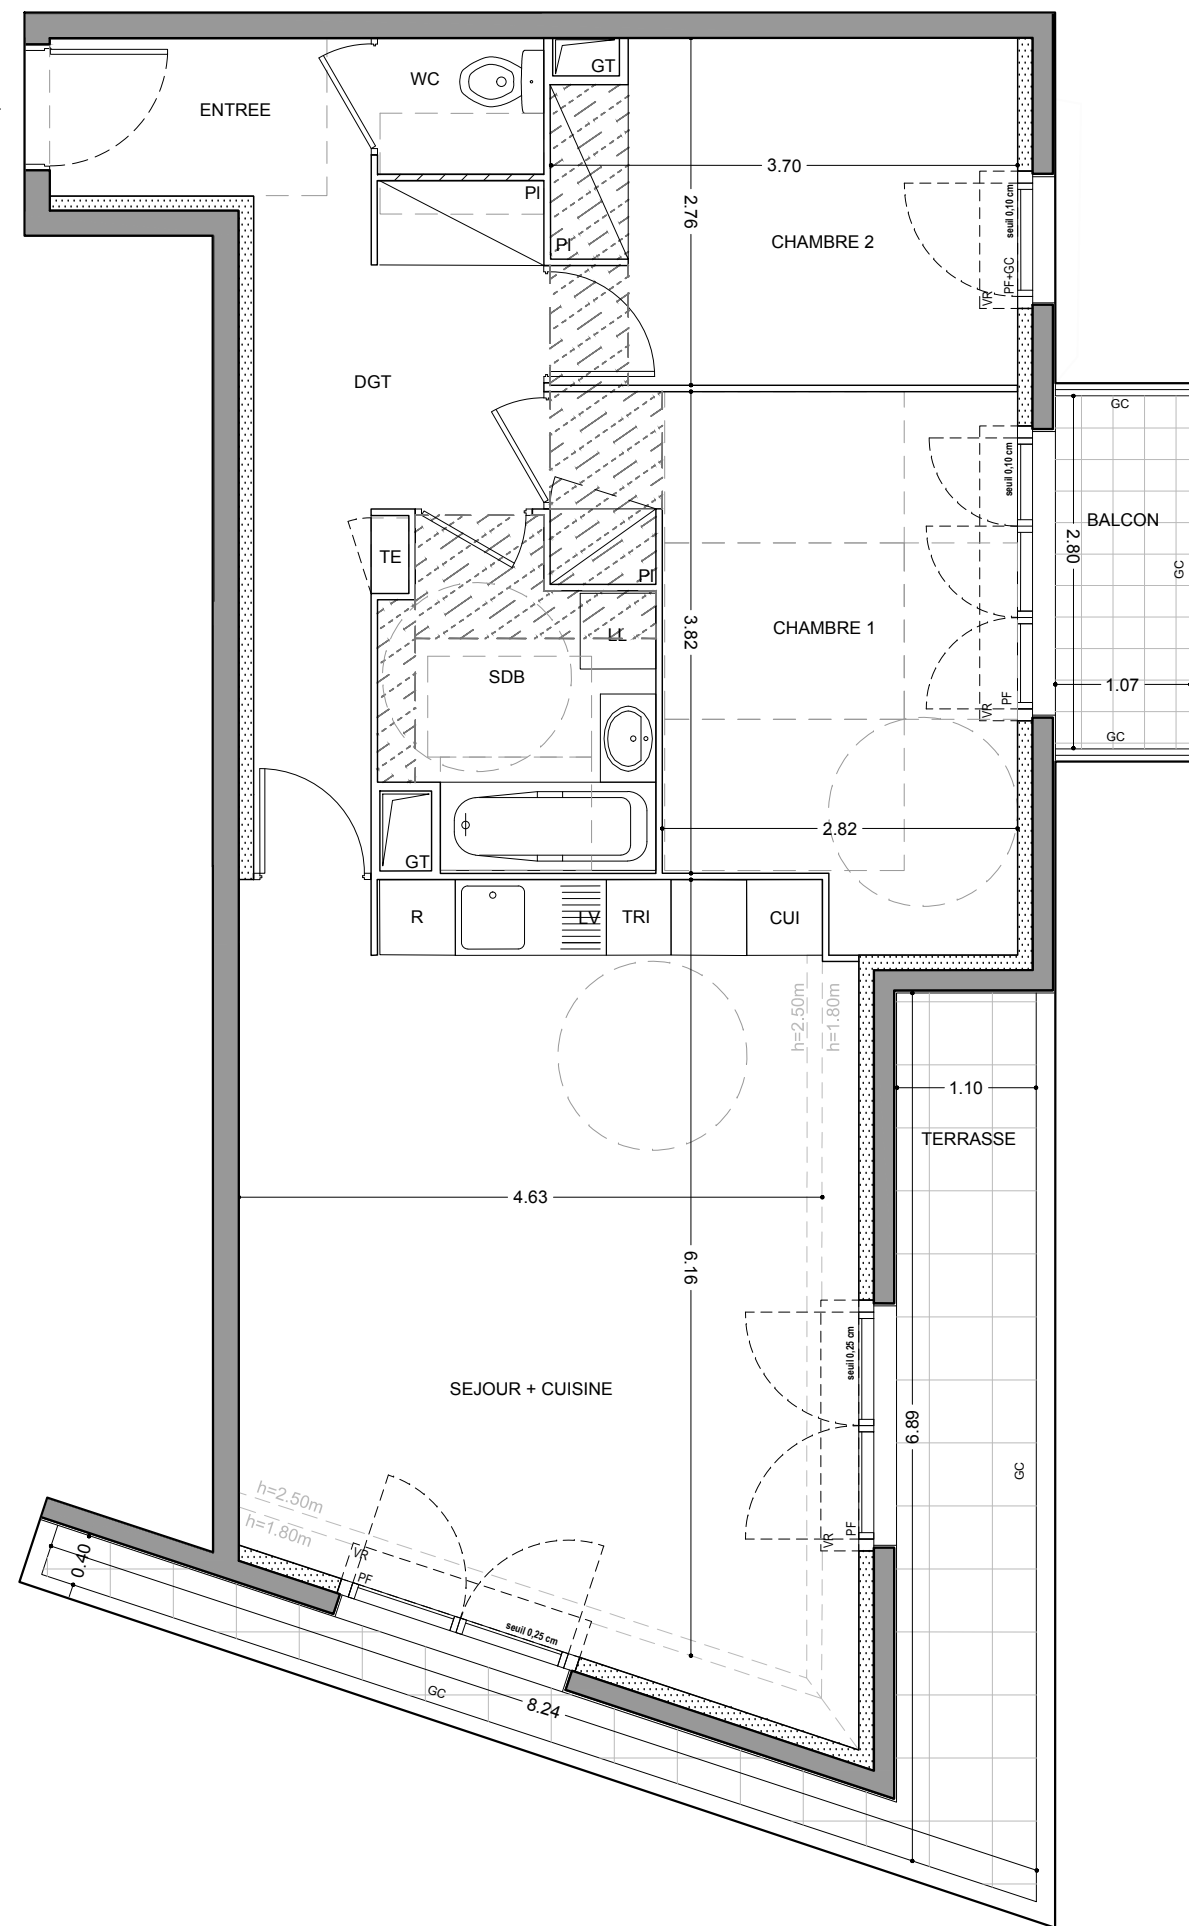 ENTREE
WC
GT
PI
3.70
2.76
PI
CHAMBRE 2
seuil 0,10 cm
PF+GC
VR
DGT
GC
seuil 0,10 cm
BALCON
2.80
GC
TE
PI
LL
3.82
CHAMBRE 1
SDB
1.07
VR
PF
GC
2.82
GT
R
LV
TRI
CUI
h=2.50m
h=1.80m
1.10
TERRASSE
4.63
6.16
seuil 0,25 cm
SEJOUR + CUISINE
6.89
GC
h=2.50m
h=1.80m
VR
PF
VR
PF
0.40
seuil 0,25 cm
GC
8.24